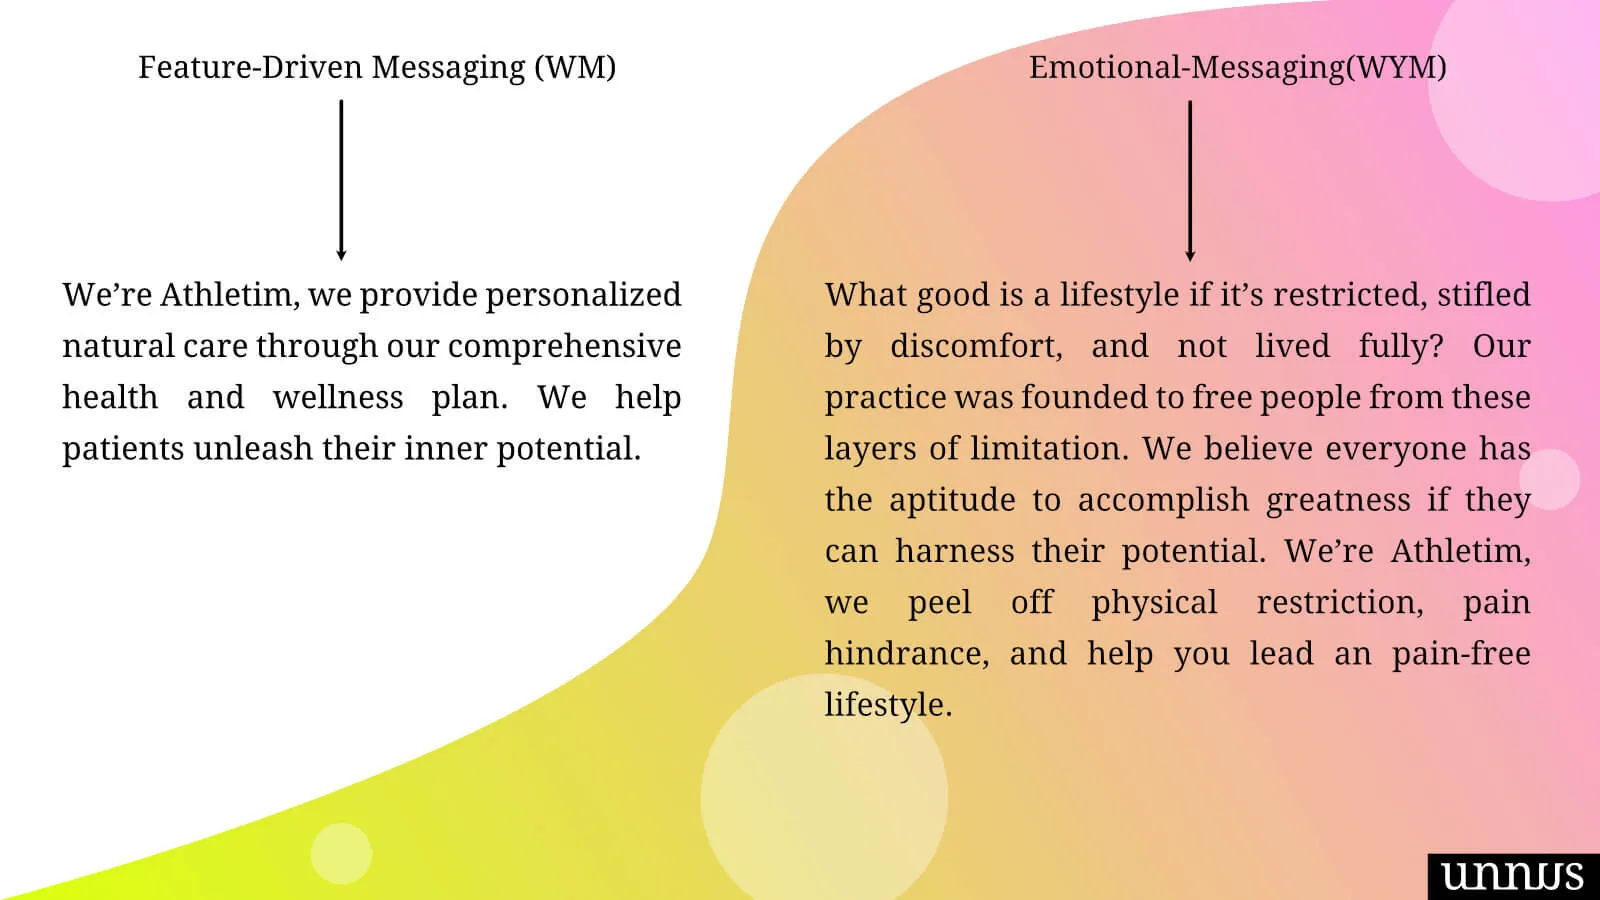 Feature-Driven Messaging (WM)
We’re Athletim, we provide personalized
natural care through our comprehensive
health and wellness plan. We help
patients unleash their inner potential.
Emotional-Messaging(WYM)
What good is a lifestyle if it’s restricted, stifled
by discomfort, and not lived fully? Our
practice was founded to free people from these
layers of limitation. We believe everyone has
the aptitude to accomplish greatness if they
can harness their potential. We’re Athletim,
we peel off physical restriction, pain
hindrance, and help you lead an pain-free
lifestyle.
unnus